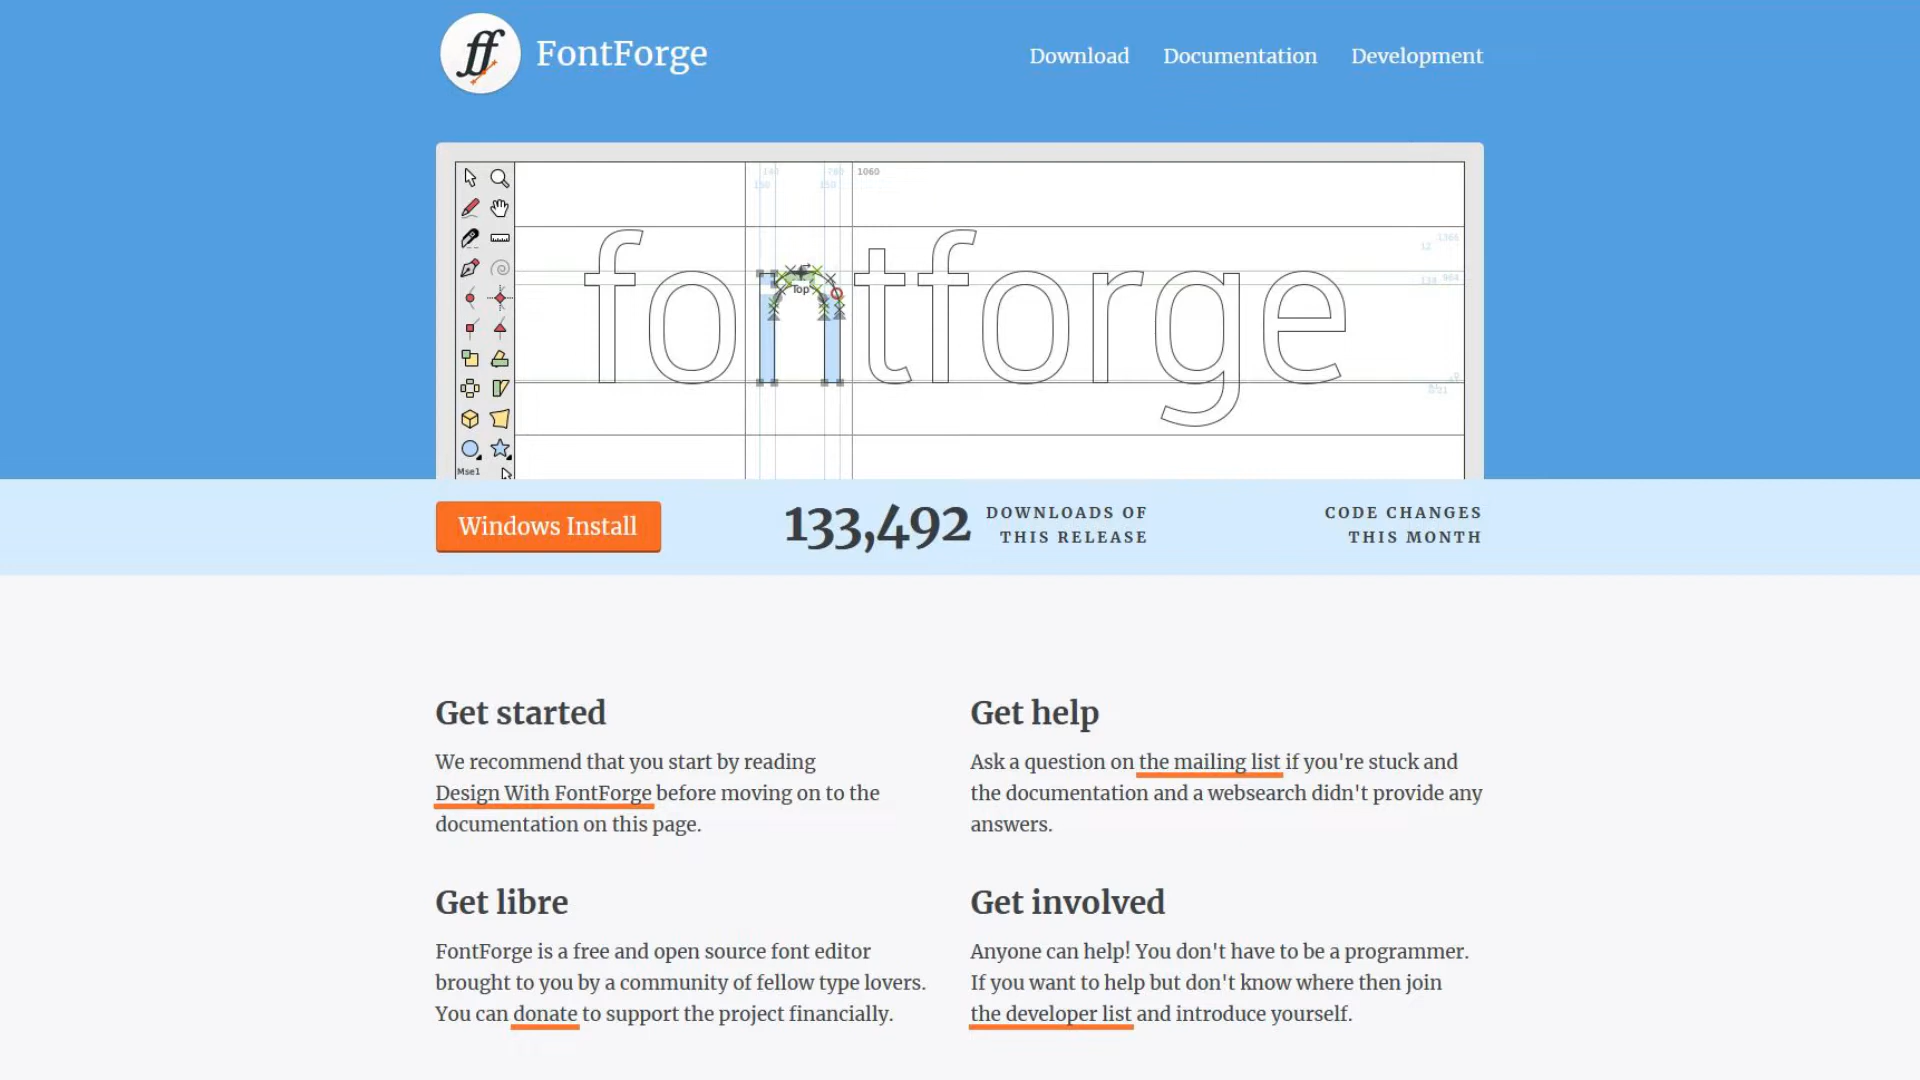 FontForge
Download
Documentation
Development
1060
fontforge
Top
Mse1
Windows Install
133,492
DOWNLOADS OF
THIS RELEASE
CODE CHANGES
THIS MONTH
Get started
We recommend that you start by reading
Design With FontForge before moving on to the
documentation on this page.
Get help
Ask a question on the mailing list if you're stuck and
the documentation and a websearch didn't provide any
answers.
Get libre
FontForge is a free and open source font editor
brought to you by a community of fellow type lovers.
You can donate to support the project financially.
Get involved
Anyone can help! You don't have to be a programmer.
If you want to help but don't know where then join
the developer list and introduce yourself.